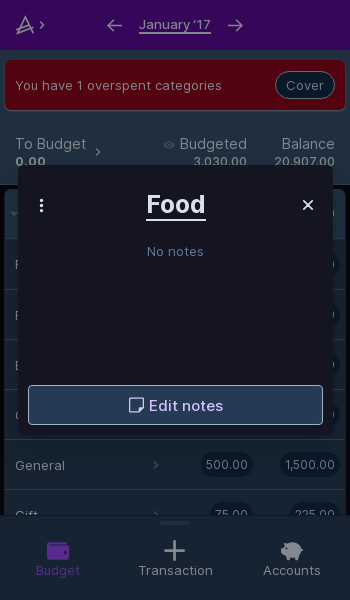 January ‘17
You have 1 overspent categories
Cover
To Budget
Budgeted
Balance
0.00
3,030.00
20,907.00
Food
No notes
Edit notes
General
500.00
1,500.00
Gift
75.00
225.00
Budget
Transaction
Accounts